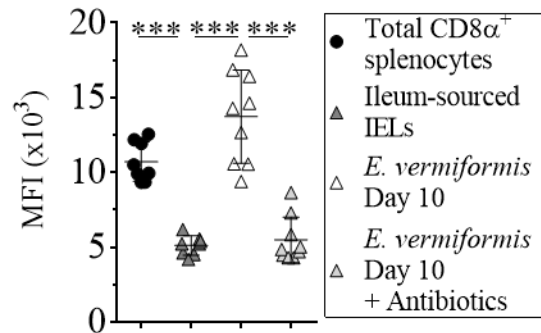 *** *** ***
20
15
10
5
0
MFI (x10³)
Total CD8α⁺
splenocytes
Ileum-sourced
IELs
E. vermiformis
Day 10
E. vermiformis
Day 10
+ Antibiotics